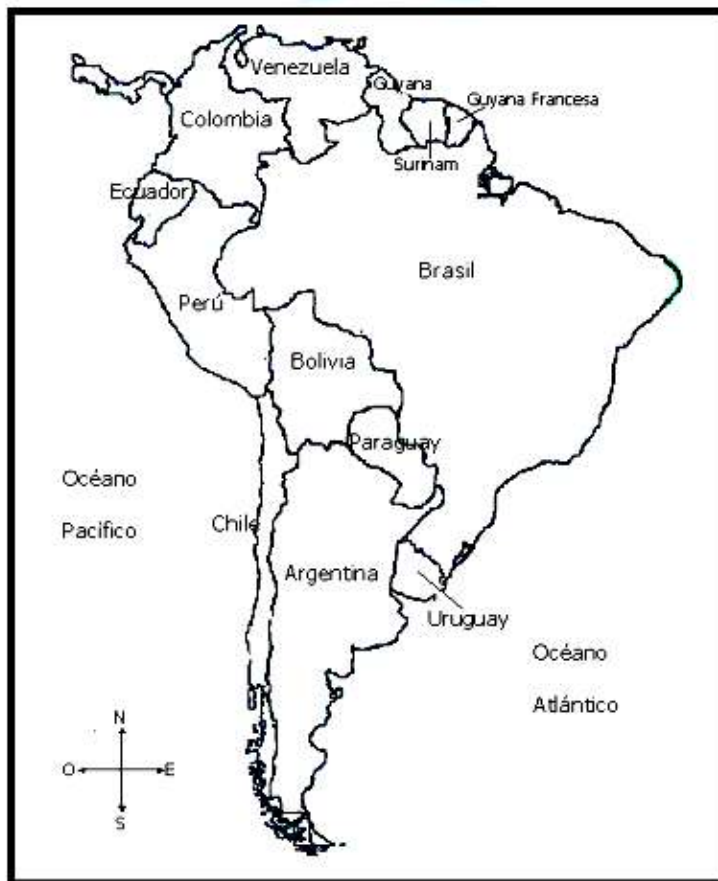 Venezuela
Guyana
Guyana Francesa
Colombia
Surinam
Ecuador
Brasil
Perú
Bolivia
Paraguay
Océano
Pacífico
Chile
Argentina
Uruguay
Océano
Atlántico
N
O
E
S